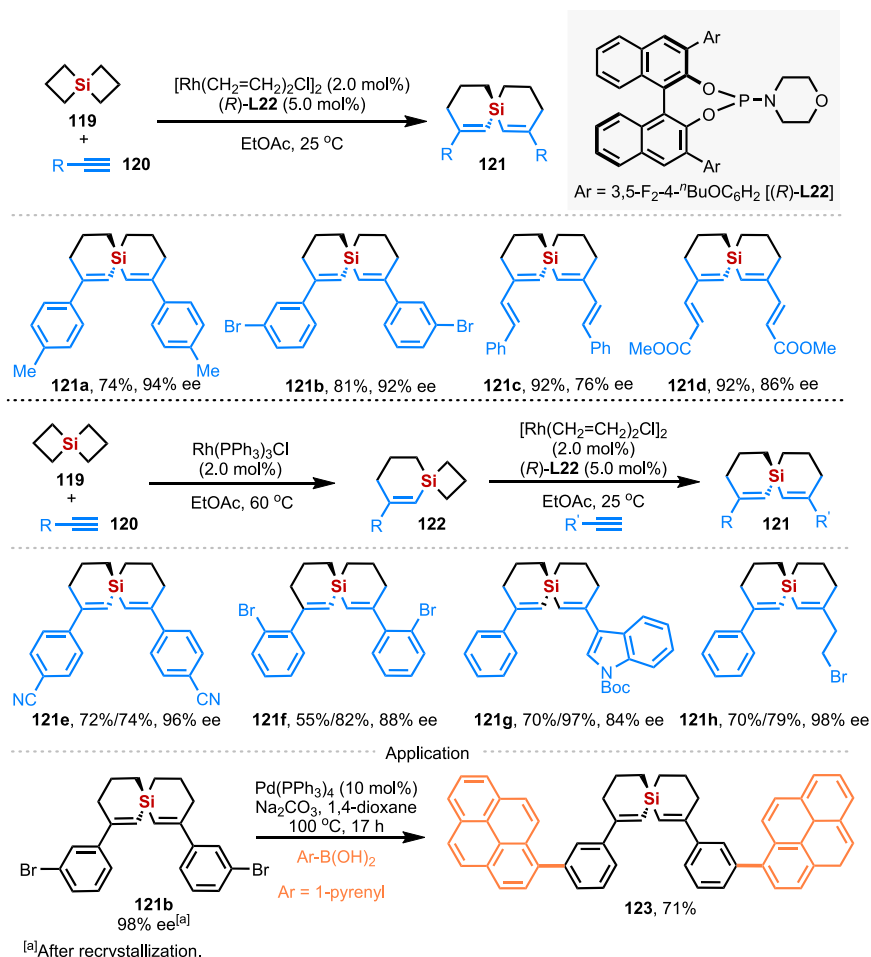 Si
119
+
R 120
[Rh(CH2=CH2)2Cl]2 (2.0 mol%)
(R)-L22 (5.0 mol%)
EtOAc, 25 °C
Si
R R
121
Ar
O
P N O
O
Ar
Ar = 3,5-F2-4-nBuOC6H2 [(R)-L22]
Si Si Si Si
Br Br
Me Me
Ph Ph
MeOOC COOMe
121a, 74%, 94% ee 121b, 81%, 92% ee 121c, 92%, 76% ee 121d, 92%, 86% ee
Si
119
+
R 120
Rh(PPh3)3Cl
(2.0 mol%)
EtOAc, 60 °C
Si
R
122
[Rh(CH2=CH2)2Cl]2
(2.0 mol%)
(R)-L22 (5.0 mol%)
EtOAc, 25 °C
R'
Si
R R'
121
Si Si Si Si
Br Br
NC CN
N
Boc
Br
121e, 72%/74%, 96% ee 121f, 55%/82%, 88% ee 121g, 70%/97%, 84% ee 121h, 70%/79%, 98% ee
Application
Si
Br Br
121b
98% ee[a]
Pd(PPh3)4 (10 mol%)
Na2CO3, 1,4-dioxane
100 °C, 17 h
Ar-B(OH)2
Ar = 1-pyrenyl
Si
123, 71%
[a]After recrystallization.